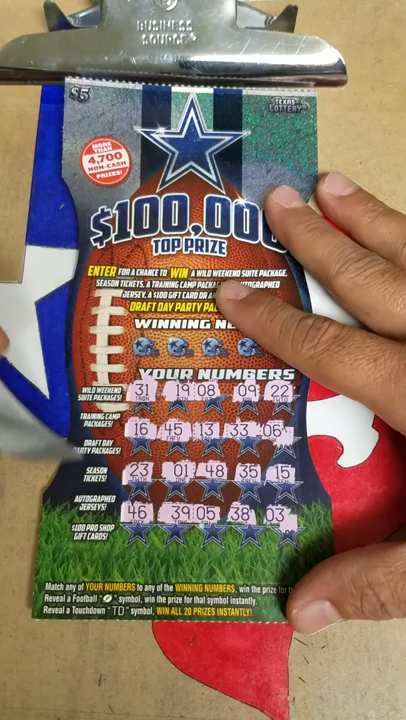 BUSINESS
SOURCE
$5
TEXAS
LOTTERY
MORE
THAN
4,700
NON-CASH
PRIZES!
$100,000
TOP PRIZE
ENTER FOR A CHANCE TO WIN A WILD WEEKEND SUITE PACKAGE,
SEASON TICKETS, A TRAINING CAMP
JERSEY, A $100 GIFT CARD OR
DRAFT DAY PARTY
WINNING
YOUR NUMBERS
WILD WEEKEND
SUITE PACKAGES!
31 19 08 09 22
TRAINING CAMP
PACKAGES!
16 45 13 33 06
DRAFT DAY
PARTY PACKAGES!
SEASON
TICKETS!
23 01 48 35 15
AUTOGRAPHED
JERSEYS!
46 39 05 38 03
$100 PRO SHOP
GIFT CARDS!
Match any of YOUR NUMBERS to any of the WINNING NUMBERS, win the prize for
Reveal a Football " " symbol, win the prize for that symbol instantly.
Reveal a Touchdown "TD" symbol, WIN ALL 20 PRIZES INSTANTLY!